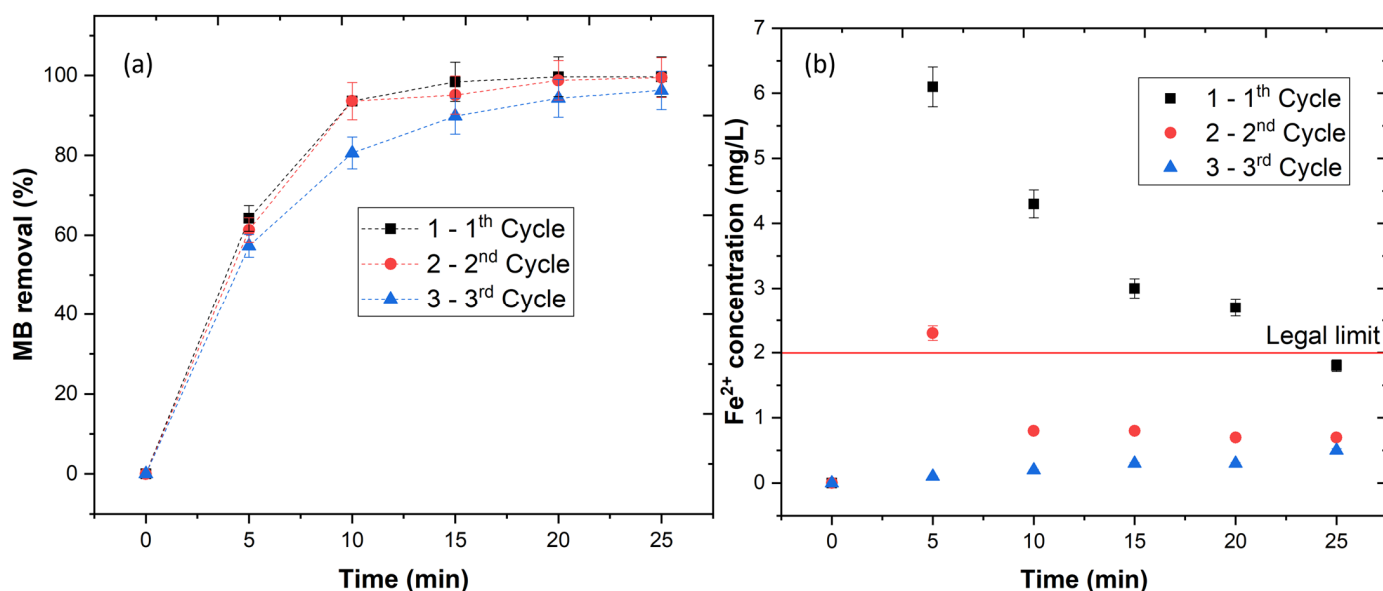 (a)
MB removal (%)
100
80
60
40
20
0
1 - 1th Cycle
2 - 2nd Cycle
3 - 3rd Cycle
0 5 10 15 20 25
Time (min)
(b)
Fe2+ concentration (mg/L)
7
6
5
4
3
2
1
0
1 - 1th Cycle
2 - 2nd Cycle
3 - 3rd Cycle
Legal limit
0 5 10 15 20 25
Time (min)